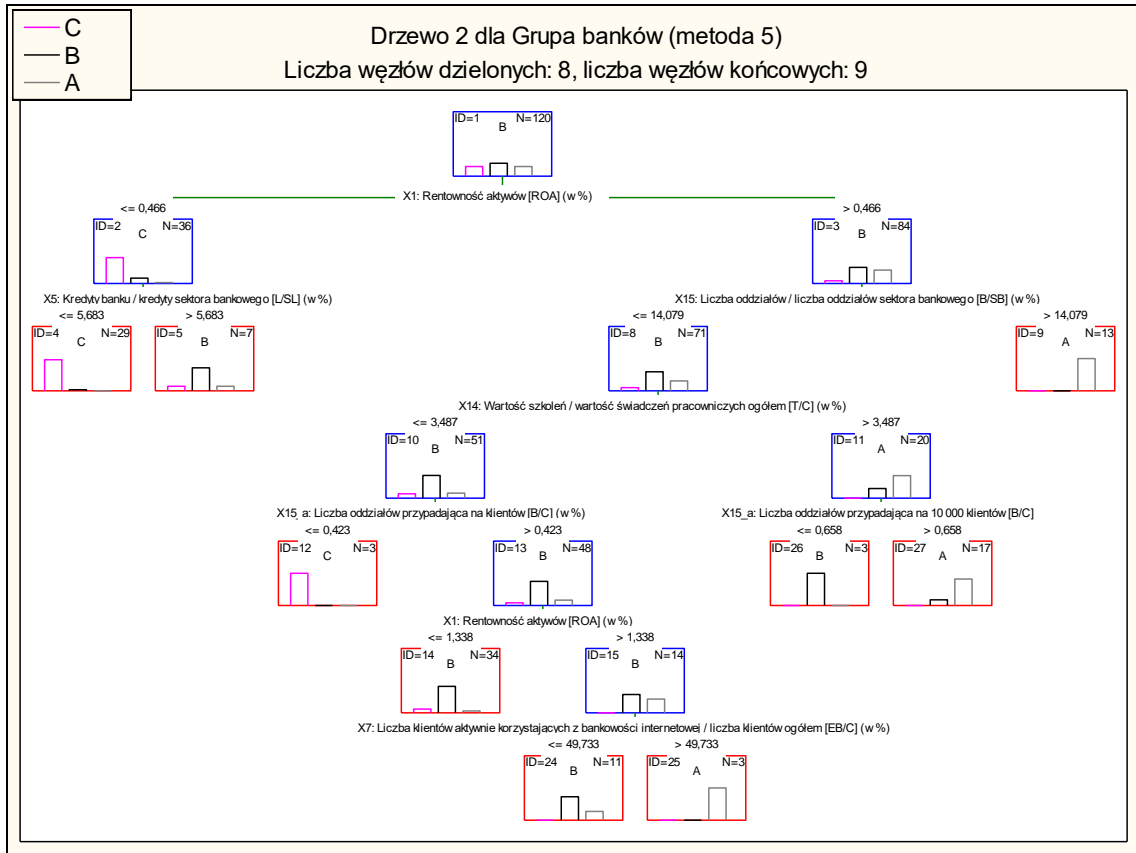 C
B
A
Drzewo 2 dla Grupa banków (metoda 5)
Liczba węzłów dzielonych: 8, liczba węzłów końcowych: 9
ID=1 N=120
B
X1: Rentowność aktywów [ROA] (w %)
<= 0,466 > 0,466
ID=2 N=36 ID=3 N=84
C B
X5: Kredyty banku / kredyty sektora bankowego [L/SL] (w %) X15: Liczba oddziałów / liczba oddziałów sektora bankowego [B/SB] (w %)
<= 5,683 > 5,683 <= 14,079 > 14,079
ID=4 N=29 ID=5 N=7 ID=8 N=71 ID=9 N=13
C B B A
X14: Wartość szkoleń / wartość świadczeń pracowniczych ogółem [T/C] (w %)
<= 3,487 > 3,487
ID=10 N=51 ID=11 N=20
B A
X15_a: Liczba oddziałów przypadająca na klientów [B/C] (w %) X15_a: Liczba oddziałów przypadająca na 10 000 klientów [B/C]
<= 0,423 > 0,423 <= 0,658 > 0,658
ID=12 N=3 ID=13 N=48 ID=26 N=3 ID=27 N=17
C B B A
X1: Rentowność aktywów [ROA] (w %)
<= 1,338 > 1,338
ID=14 N=34 ID=15 N=14
B B
X7: Liczba klientów aktywnie korzystających z bankowości internetowej / liczba klientów ogółem [EB/C] (w %)
<= 49,733 > 49,733
ID=24 N=11 ID=25 N=3
B A